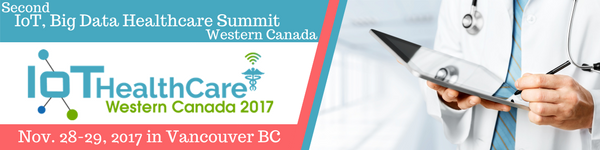 Second
IoT, Big Data Healthcare Summit
Western Canada
IoT HealthCare
Western Canada 2017
Nov. 28-29, 2017 in Vancouver BC